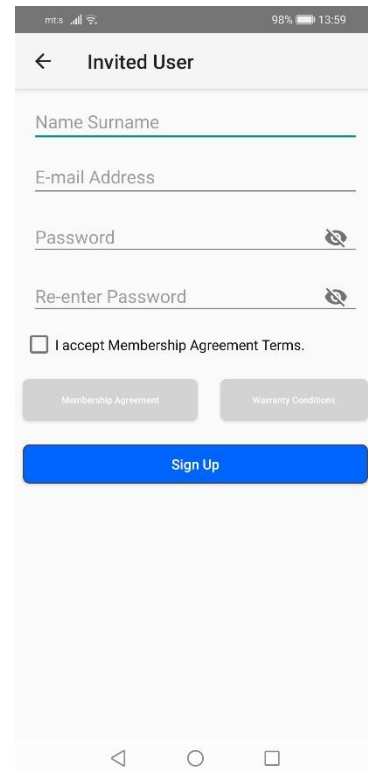 mt:s 98% 13:59
Invited User
Name Surname
E-mail Address
Password
Re-enter Password
I accept Membership Agreement Terms.
Membership Agreement Warranty Conditions
Sign Up